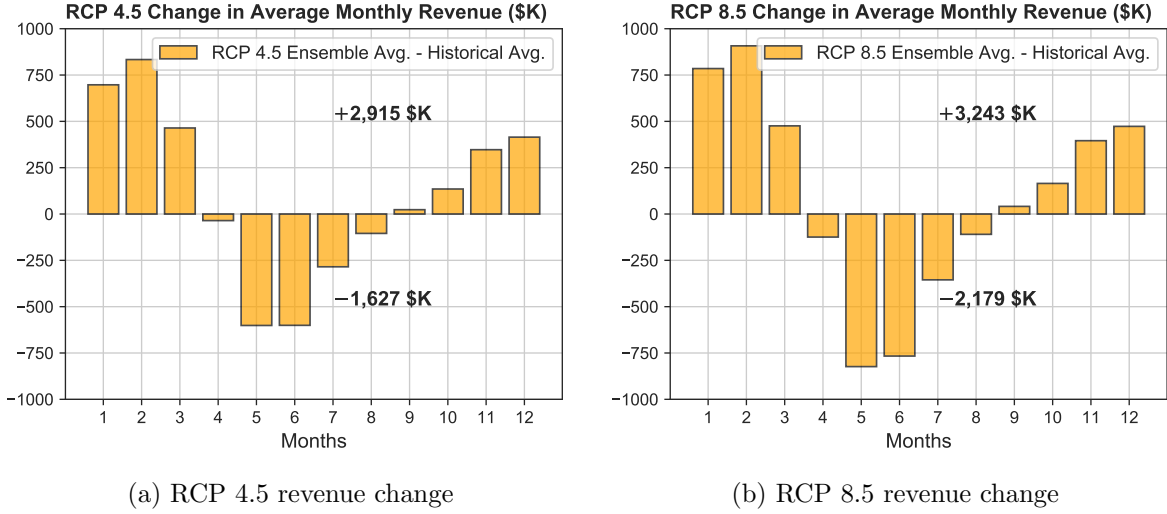 RCP 4.5 Change in Average Monthly Revenue ($K)
RCP 4.5 Ensemble Avg. - Historical Avg.
1000
750
500
250
0
−250
−500
−750
−1000
+2,915 $K
−1,627 $K
1 2 3 4 5 6 7 8 9 10 11 12
Months
(a) RCP 4.5 revenue change
RCP 8.5 Change in Average Monthly Revenue ($K)
RCP 8.5 Ensemble Avg. - Historical Avg.
1000
750
500
250
0
−250
−500
−750
−1000
+3,243 $K
−2,179 $K
1 2 3 4 5 6 7 8 9 10 11 12
Months
(b) RCP 8.5 revenue change